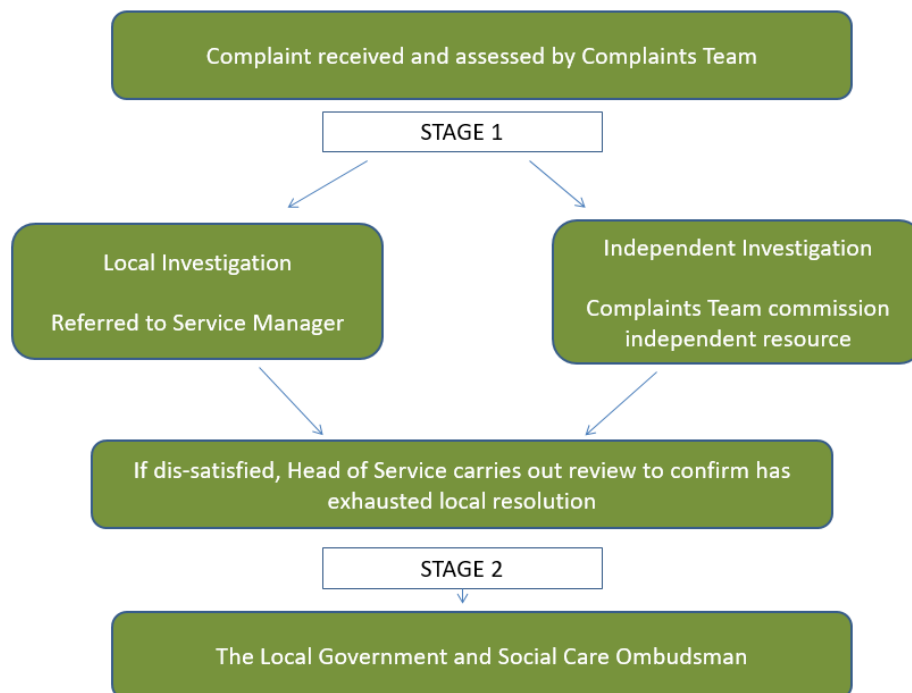 Complaint received and assessed by Complaints Team
STAGE 1
Local Investigation
Referred to Service Manager
Independent Investigation
Complaints Team commission
independent resource
If dis-satisfied, Head of Service carries out review to confirm has
exhausted local resolution
STAGE 2
The Local Government and Social Care Ombudsman